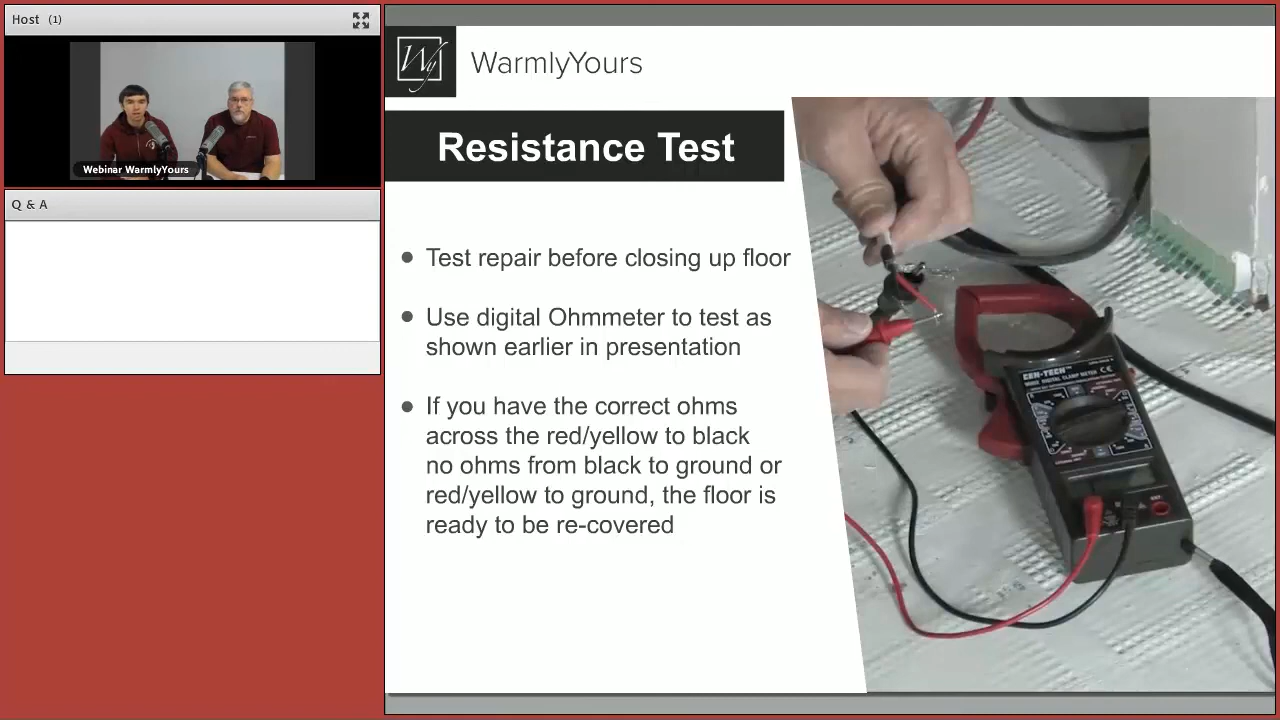 Host (1)
Webinar WarmlyYours
Q & A
Wy
WarmlyYours
Resistance Test
Test repair before closing up floor
Use digital Ohmmeter to test as
shown earlier in presentation
If you have the correct ohms
across the red/yellow to black
no ohms from black to ground or
red/yellow to ground, the floor is
ready to be re-covered
CEN-TECH
CE